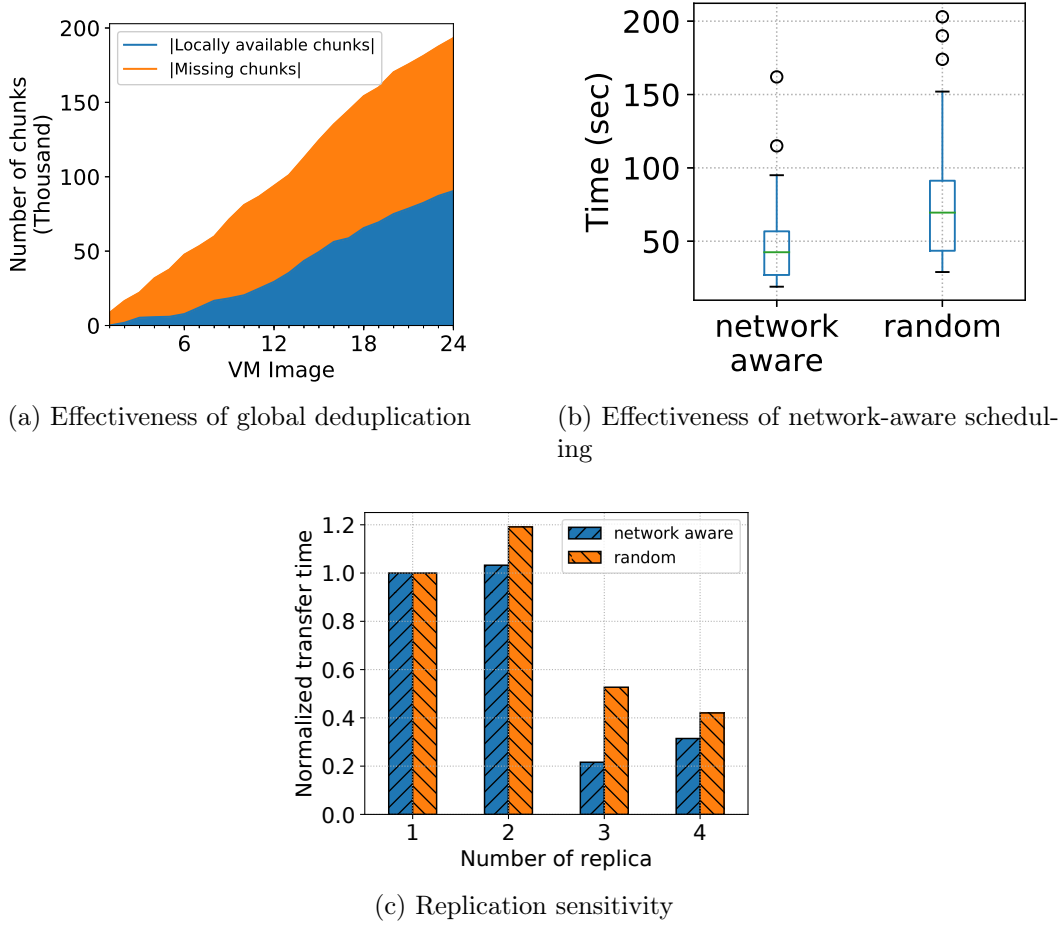 200
150
100
50
0
Number of chunks
(Thousand)
|Locally available chunks|
|Missing chunks|
6 12 18 24
VM Image
(a) Effectiveness of global deduplication
200
150
100
50
Time (sec)
network
aware
random
(b) Effectiveness of network-aware schedul-
ing
1.2
1.0
0.8
0.6
0.4
0.2
0.0
Normalized transfer time
network aware
random
1 2 3 4
Number of replica
(c) Replication sensitivity